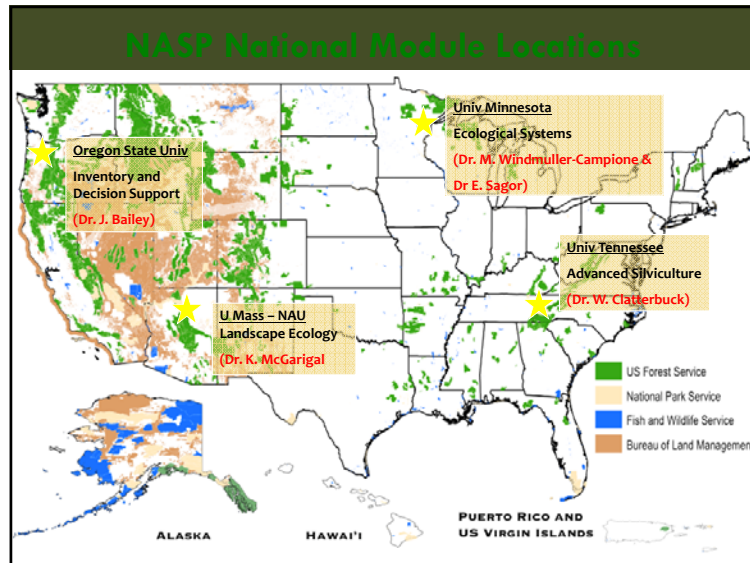 NASP National Module Locations
Univ Minnesota
Ecological Systems
(Dr. M. Windmuller-Campione &
Dr E. Sagor)
Oregon State Univ
Inventory and
Decision Support
(Dr. J. Bailey)
Univ Tennessee
Advanced Silviculture
(Dr. W. Clatterbuck)
U Mass – NAU
Landscape Ecology
(Dr. K. McGarigal
US Forest Service
National Park Service
Fish and Wildlife Service
Bureau of Land Management
ALASKA
HAWAI'I
PUERTO RICO AND
US VIRGIN ISLANDS